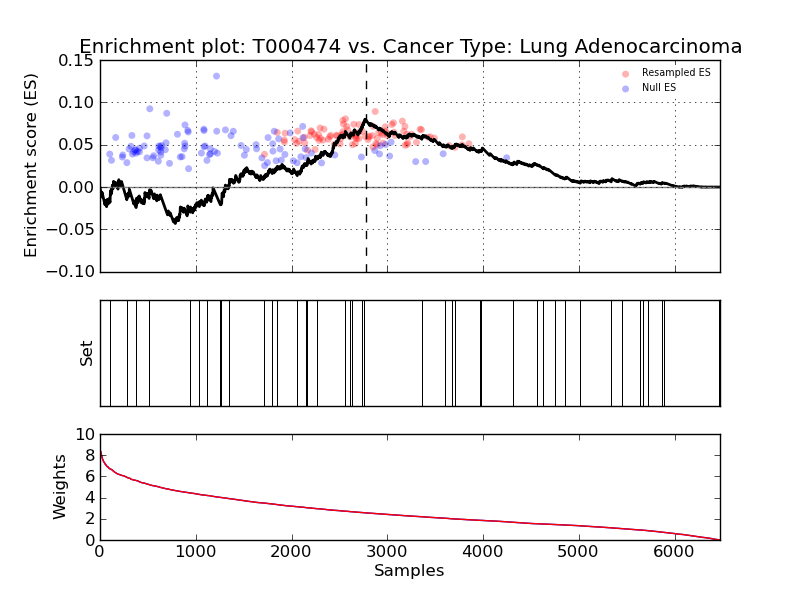 Enrichment plot: T000474 vs. Cancer Type: Lung Adenocarcinoma
Enrichment score (ES)
0.15
0.10
0.05
0.00
−0.05
−0.10
Resampled ES
Null ES
Set
Weights
10
8
6
4
2
0
0 1000 2000 3000 4000 5000 6000
Samples